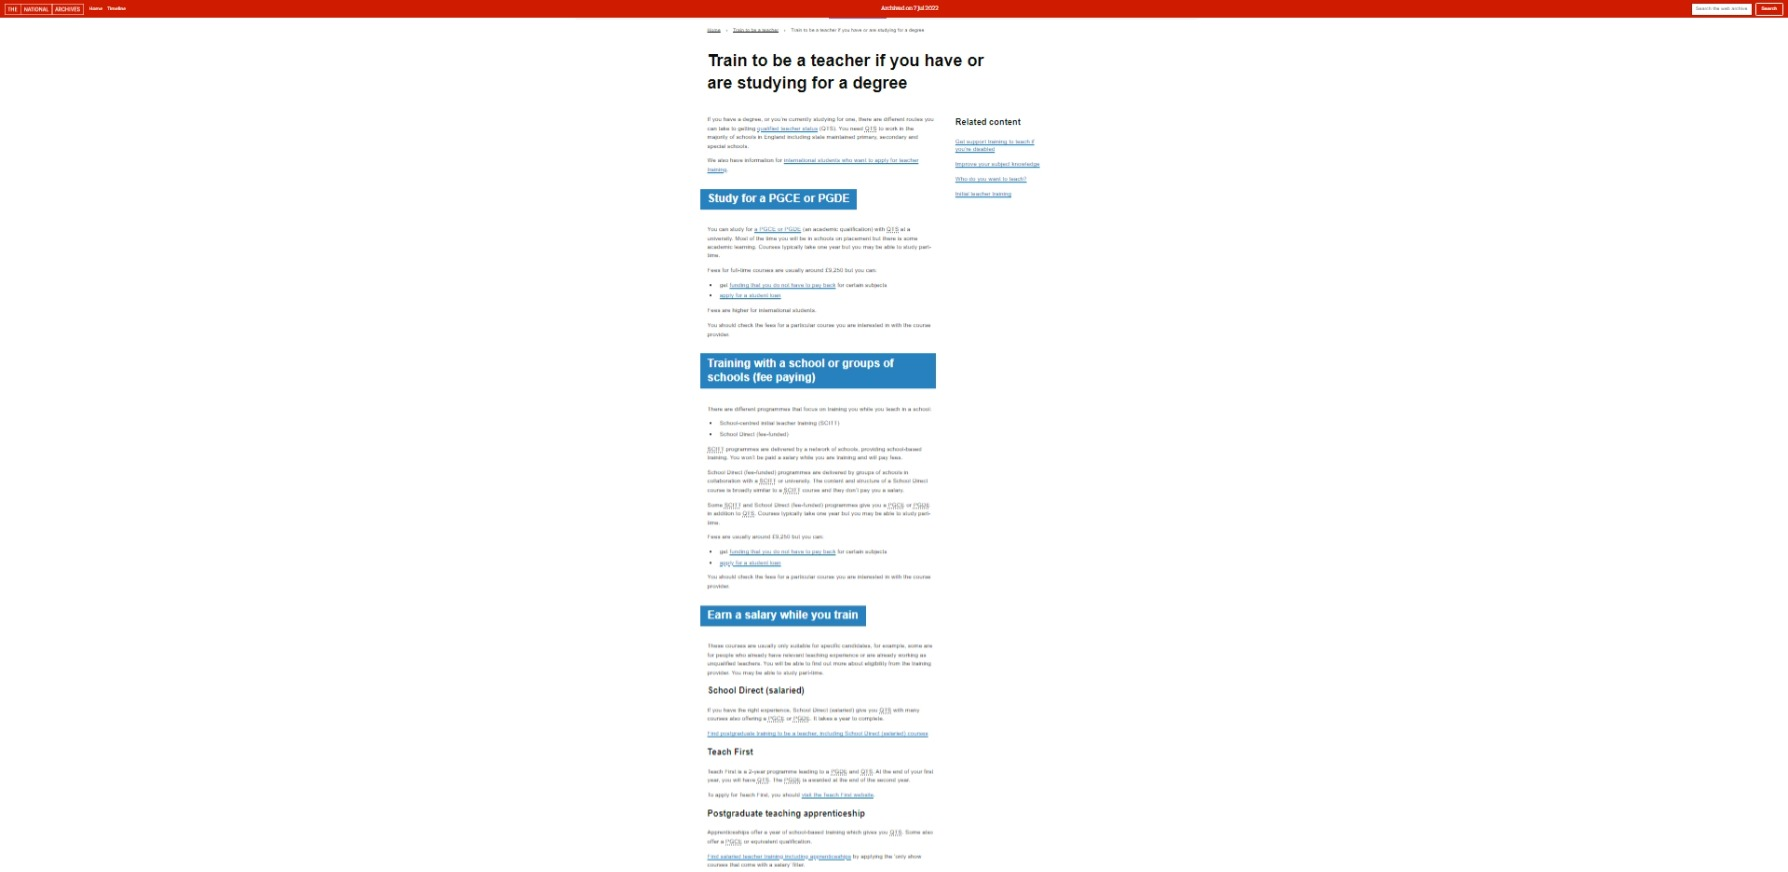 THE NATIONAL ARCHIVES
Home Timeline
Archived on 7 Jul 2022
Search the web archive
Search
Home › Train to be a teacher › Train to be a teacher if you have or are studying for a degree
Train to be a teacher if you have or
are studying for a degree
If you have a degree, or you're currently studying for one, there are different routes you
can take to getting qualified teacher status (QTS). You need QTS to work in the
majority of schools in England including state maintained primary, secondary and
special schools.
We also have information for international students who want to apply for teacher
training.
Related content
Get support training to teach if
you're disabled
Improve your subject knowledge
Who do you want to teach?
Initial teacher training
Study for a PGCE or PGDE
You can study for a PGCE or PGDE (an academic qualification) with QTS at a
university. Most of the time you will be in schools on placement but there is some
academic learning. Courses typically take one year but you may be able to study part-
time.
Fees for full-time courses are usually around £9,250 but you can:
• get funding that you do not have to pay back for certain subjects
• apply for a student loan
Fees are higher for international students.
You should check the fees for a particular course you are interested in with the course
provider.
Training with a school or groups of
schools (fee paying)
There are different programmes that focus on training you while you teach in a school:
• School-centred initial teacher training (SCITT)
• School Direct (fee-funded)
SCITT programmes are delivered by a network of schools, providing school-based
training. You won't be paid a salary while you are training and will pay fees.
School Direct (fee-funded) programmes are delivered by groups of schools in
collaboration with a SCITT or university. The content and structure of a School Direct
course is broadly similar to a SCITT course and they don't pay you a salary.
Some SCITT and School Direct (fee-funded) programmes give you a PGCE or PGDE
in addition to QTS. Courses typically take one year but you may be able to study part-
time.
Fees are usually around £9,250 but you can:
• get funding that you do not have to pay back for certain subjects
• apply for a student loan
You should check the fees for a particular course you are interested in with the course
provider.
Earn a salary while you train
These courses are usually only suitable for specific candidates, for example, some are
for people who already have relevant teaching experience or are already working as
unqualified teachers. You will be able to find out more about eligibility from the training
provider. You may be able to study part-time.
School Direct (salaried)
If you have the right experience, School Direct (salaried) give you QTS with many
courses also offering a PGCE or PGDE. It takes a year to complete.
Find postgraduate training to be a teacher, including School Direct (salaried) courses
Teach First
Teach First is a 2-year programme leading to a PGDE and QTS. At the end of your first
year, you will have QTS. The PGDE is awarded at the end of the second year.
To apply for Teach First, you should visit the Teach First website.
Postgraduate teaching apprenticeship
Apprenticeships offer a year of school-based training which gives you QTS. Some also
offer a PGCE or equivalent qualification.
Find salaried teacher training including apprenticeships by applying the 'only show
courses that come with a salary' filter.